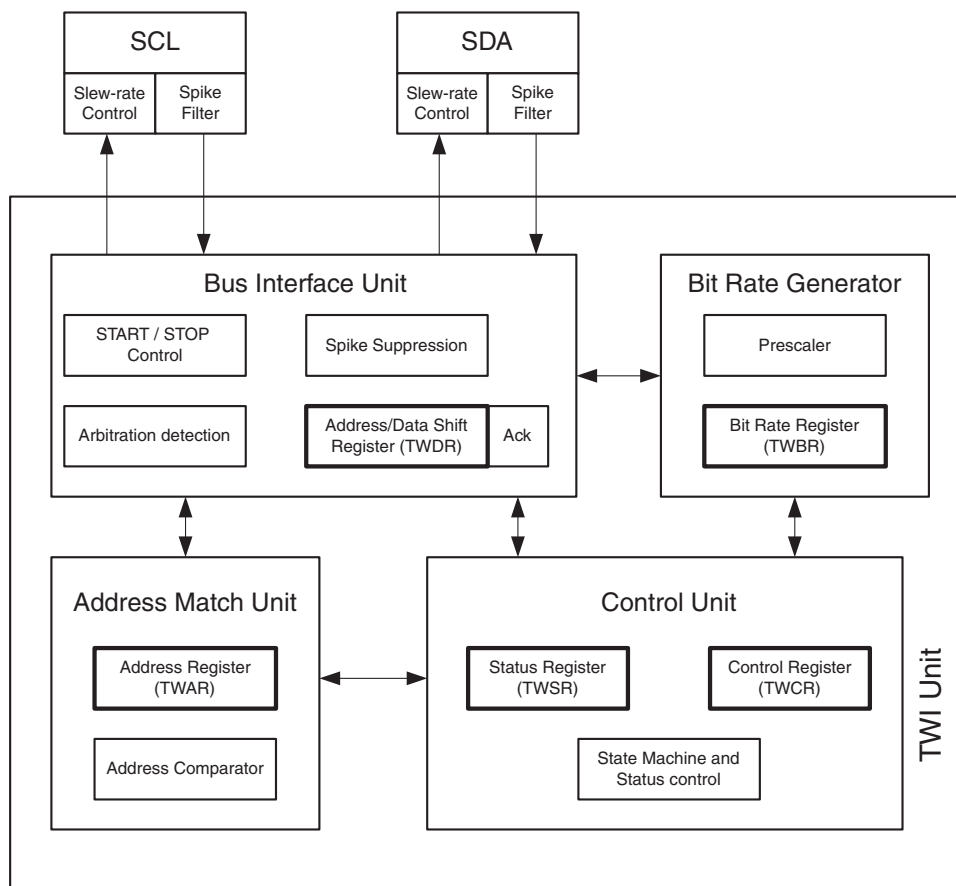 SCL
Slew-rate
Control
Spike
Filter
SDA
Slew-rate
Control
Spike
Filter
Bus Interface Unit
START / STOP
Control
Spike Suppression
Arbitration detection
Address/Data Shift
Register (TWDR)
Ack
Bit Rate Generator
Prescaler
Bit Rate Register
(TWBR)
Address Match Unit
Address Register
(TWAR)
Address Comparator
Control Unit
Status Register
(TWSR)
Control Register
(TWCR)
State Machine and
Status control
TWI Unit